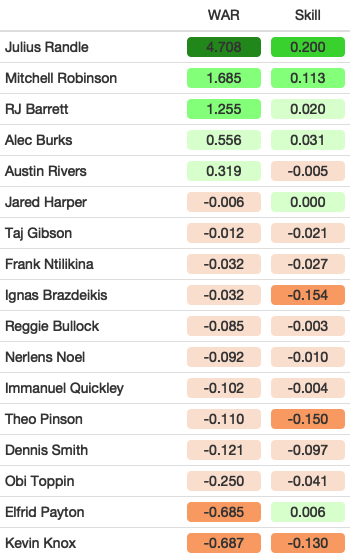 WAR Skill
Julius Randle 4.708 0.200
Mitchell Robinson 1.685 0.113
RJ Barrett 1.255 0.020
Alec Burks 0.556 0.031
Austin Rivers 0.319 -0.005
Jared Harper -0.006 0.000
Taj Gibson -0.012 -0.021
Frank Ntilikina -0.032 -0.027
Ignas Brazdeikis -0.032 -0.154
Reggie Bullock -0.085 -0.003
Nerlens Noel -0.092 -0.010
Immanuel Quickley -0.102 -0.004
Theo Pinson -0.110 -0.150
Dennis Smith -0.121 -0.097
Obi Toppin -0.250 -0.041
Elfrid Payton -0.685 0.006
Kevin Knox -0.687 -0.130